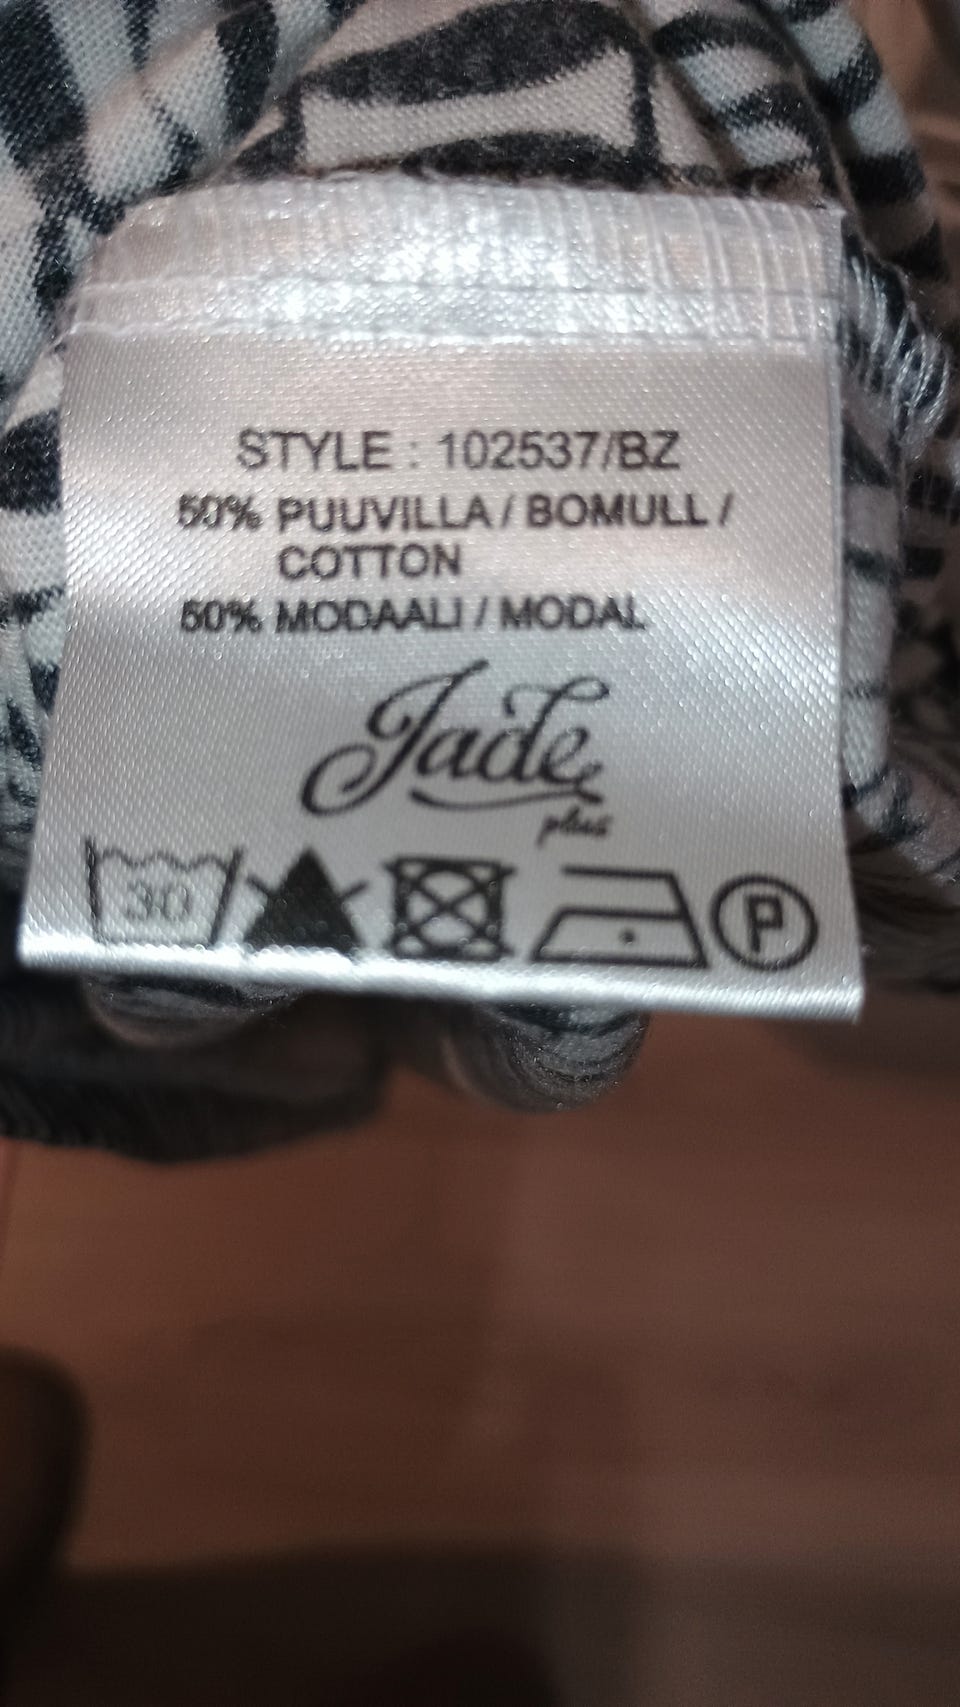 STYLE : 102537/BZ
50% PUUVILLA / BOMULL /
COTTON
50% MODAALI / MODAL
Jade
plus
30
P